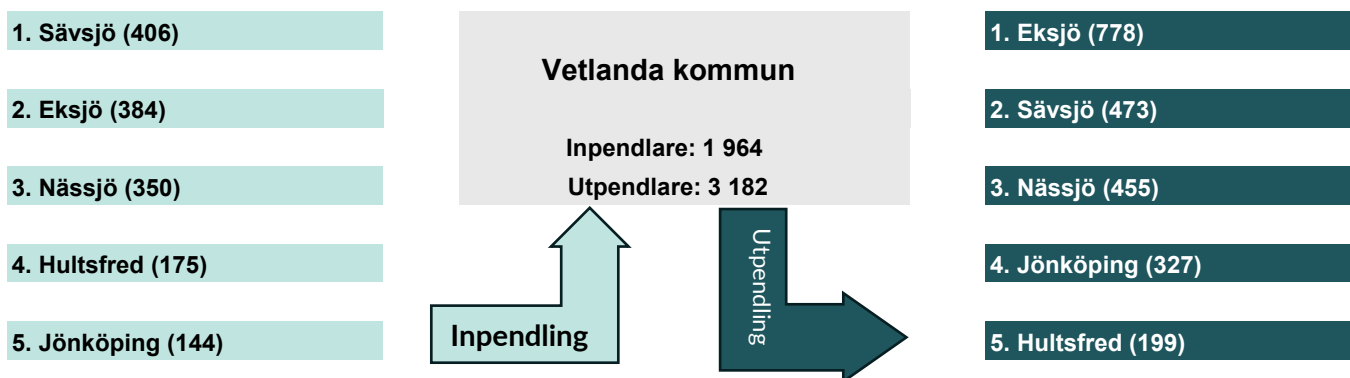 1. Sävsjö (406)
2. Eksjö (384)
3. Nässjö (350)
4. Hultsfred (175)
5. Jönköping (144)
Vetlanda kommun
Inpendlare: 1 964
Utpendlare: 3 182
Inpendling
Utpendling
1. Eksjö (778)
2. Sävsjö (473)
3. Nässjö (455)
4. Jönköping (327)
5. Hultsfred (199)